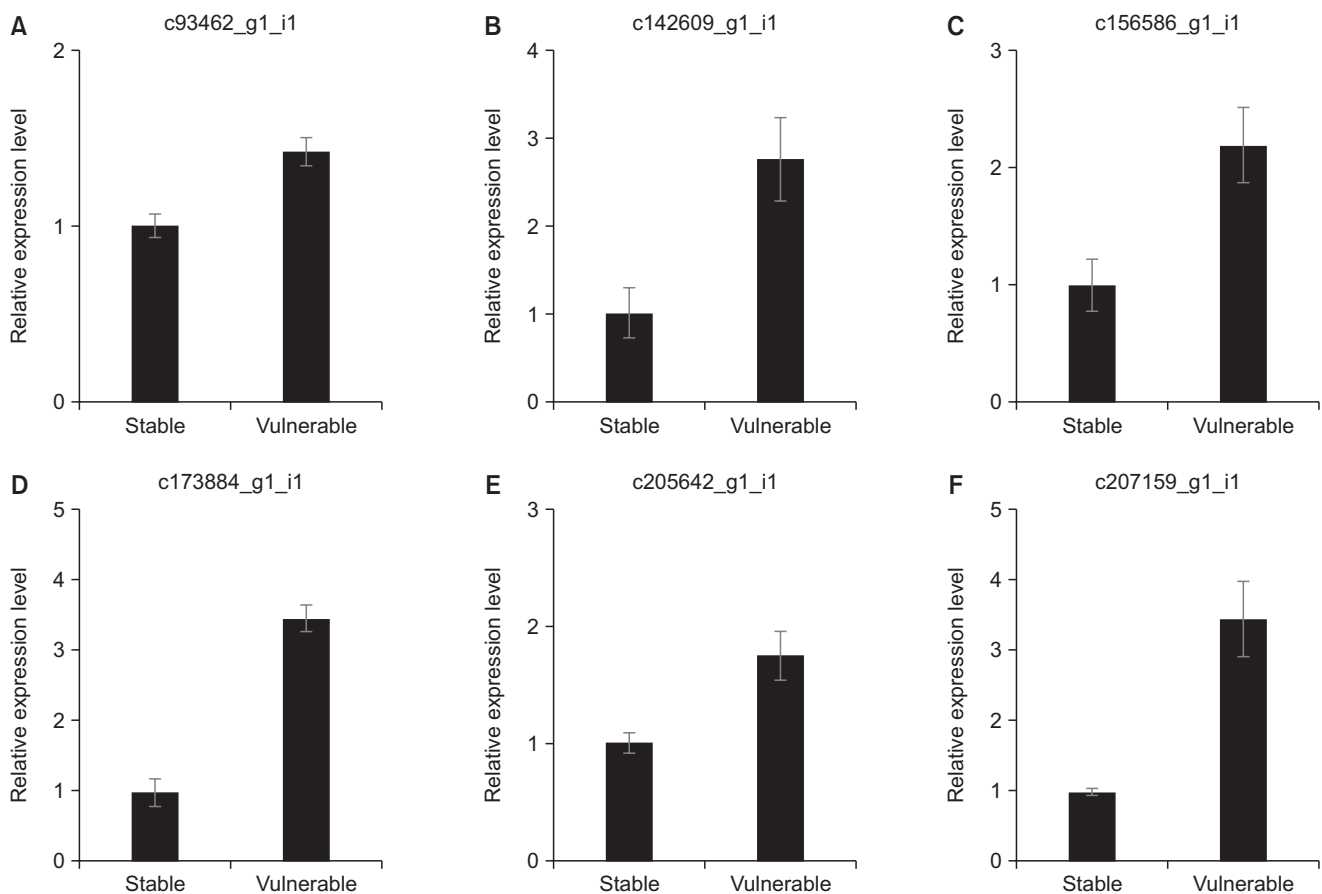 A
c93462_g1_i1
Relative expression level
2
1
0
Stable Vulnerable
B
c142609_g1_i1
Relative expression level
4
3
2
1
0
Stable Vulnerable
C
c156586_g1_i1
Relative expression level
3
2
1
0
Stable Vulnerable
D
c173884_g1_i1
Relative expression level
5
4
3
2
1
0
Stable Vulnerable
E
c205642_g1_i1
Relative expression level
3
2
1
0
Stable Vulnerable
F
c207159_g1_i1
Relative expression level
5
4
3
2
1
0
Stable Vulnerable